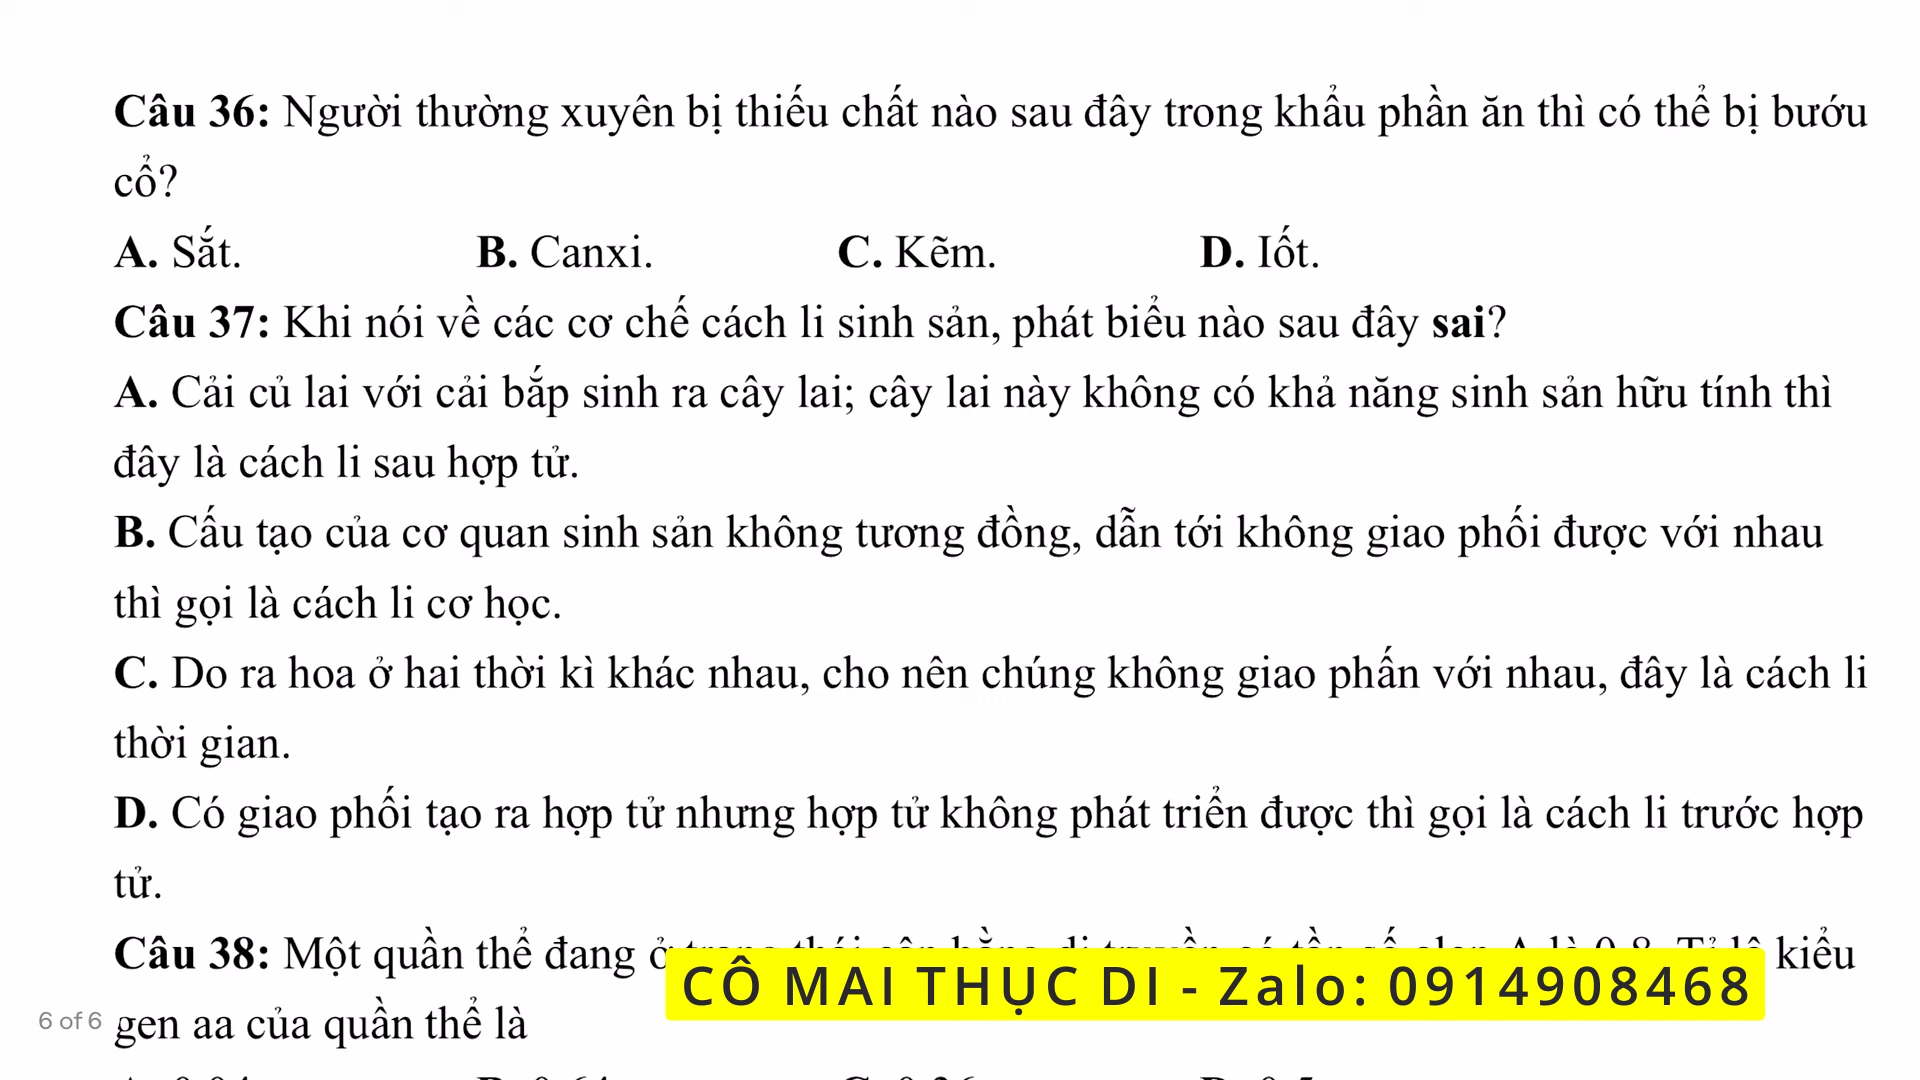 Câu 36: Người thường xuyên bị thiếu chất nào sau đây trong khẩu phần ăn thì có thể bị bướu
cổ?
A. Sắt. B. Canxi. C. Kẽm. D. Iốt.
Câu 37: Khi nói về các cơ chế cách li sinh sản, phát biểu nào sau đây sai?
A. Cải củ lai với cải bắp sinh ra cây lai; cây lai này không có khả năng sinh sản hữu tính thì
đây là cách li sau hợp tử.
B. Cấu tạo của cơ quan sinh sản không tương đồng, dẫn tới không giao phối được với nhau
thì gọi là cách li cơ học.
C. Do ra hoa ở hai thời kì khác nhau, cho nên chúng không giao phấn với nhau, đây là cách li
thời gian.
D. Có giao phối tạo ra hợp tử nhưng hợp tử không phát triển được thì gọi là cách li trước hợp
tử.
Câu 38: Một quần thể đang ở kiểu
CÔ MAI THỤC DI - Zalo: 0914908468
6 of 6 gen aa của quần thể là